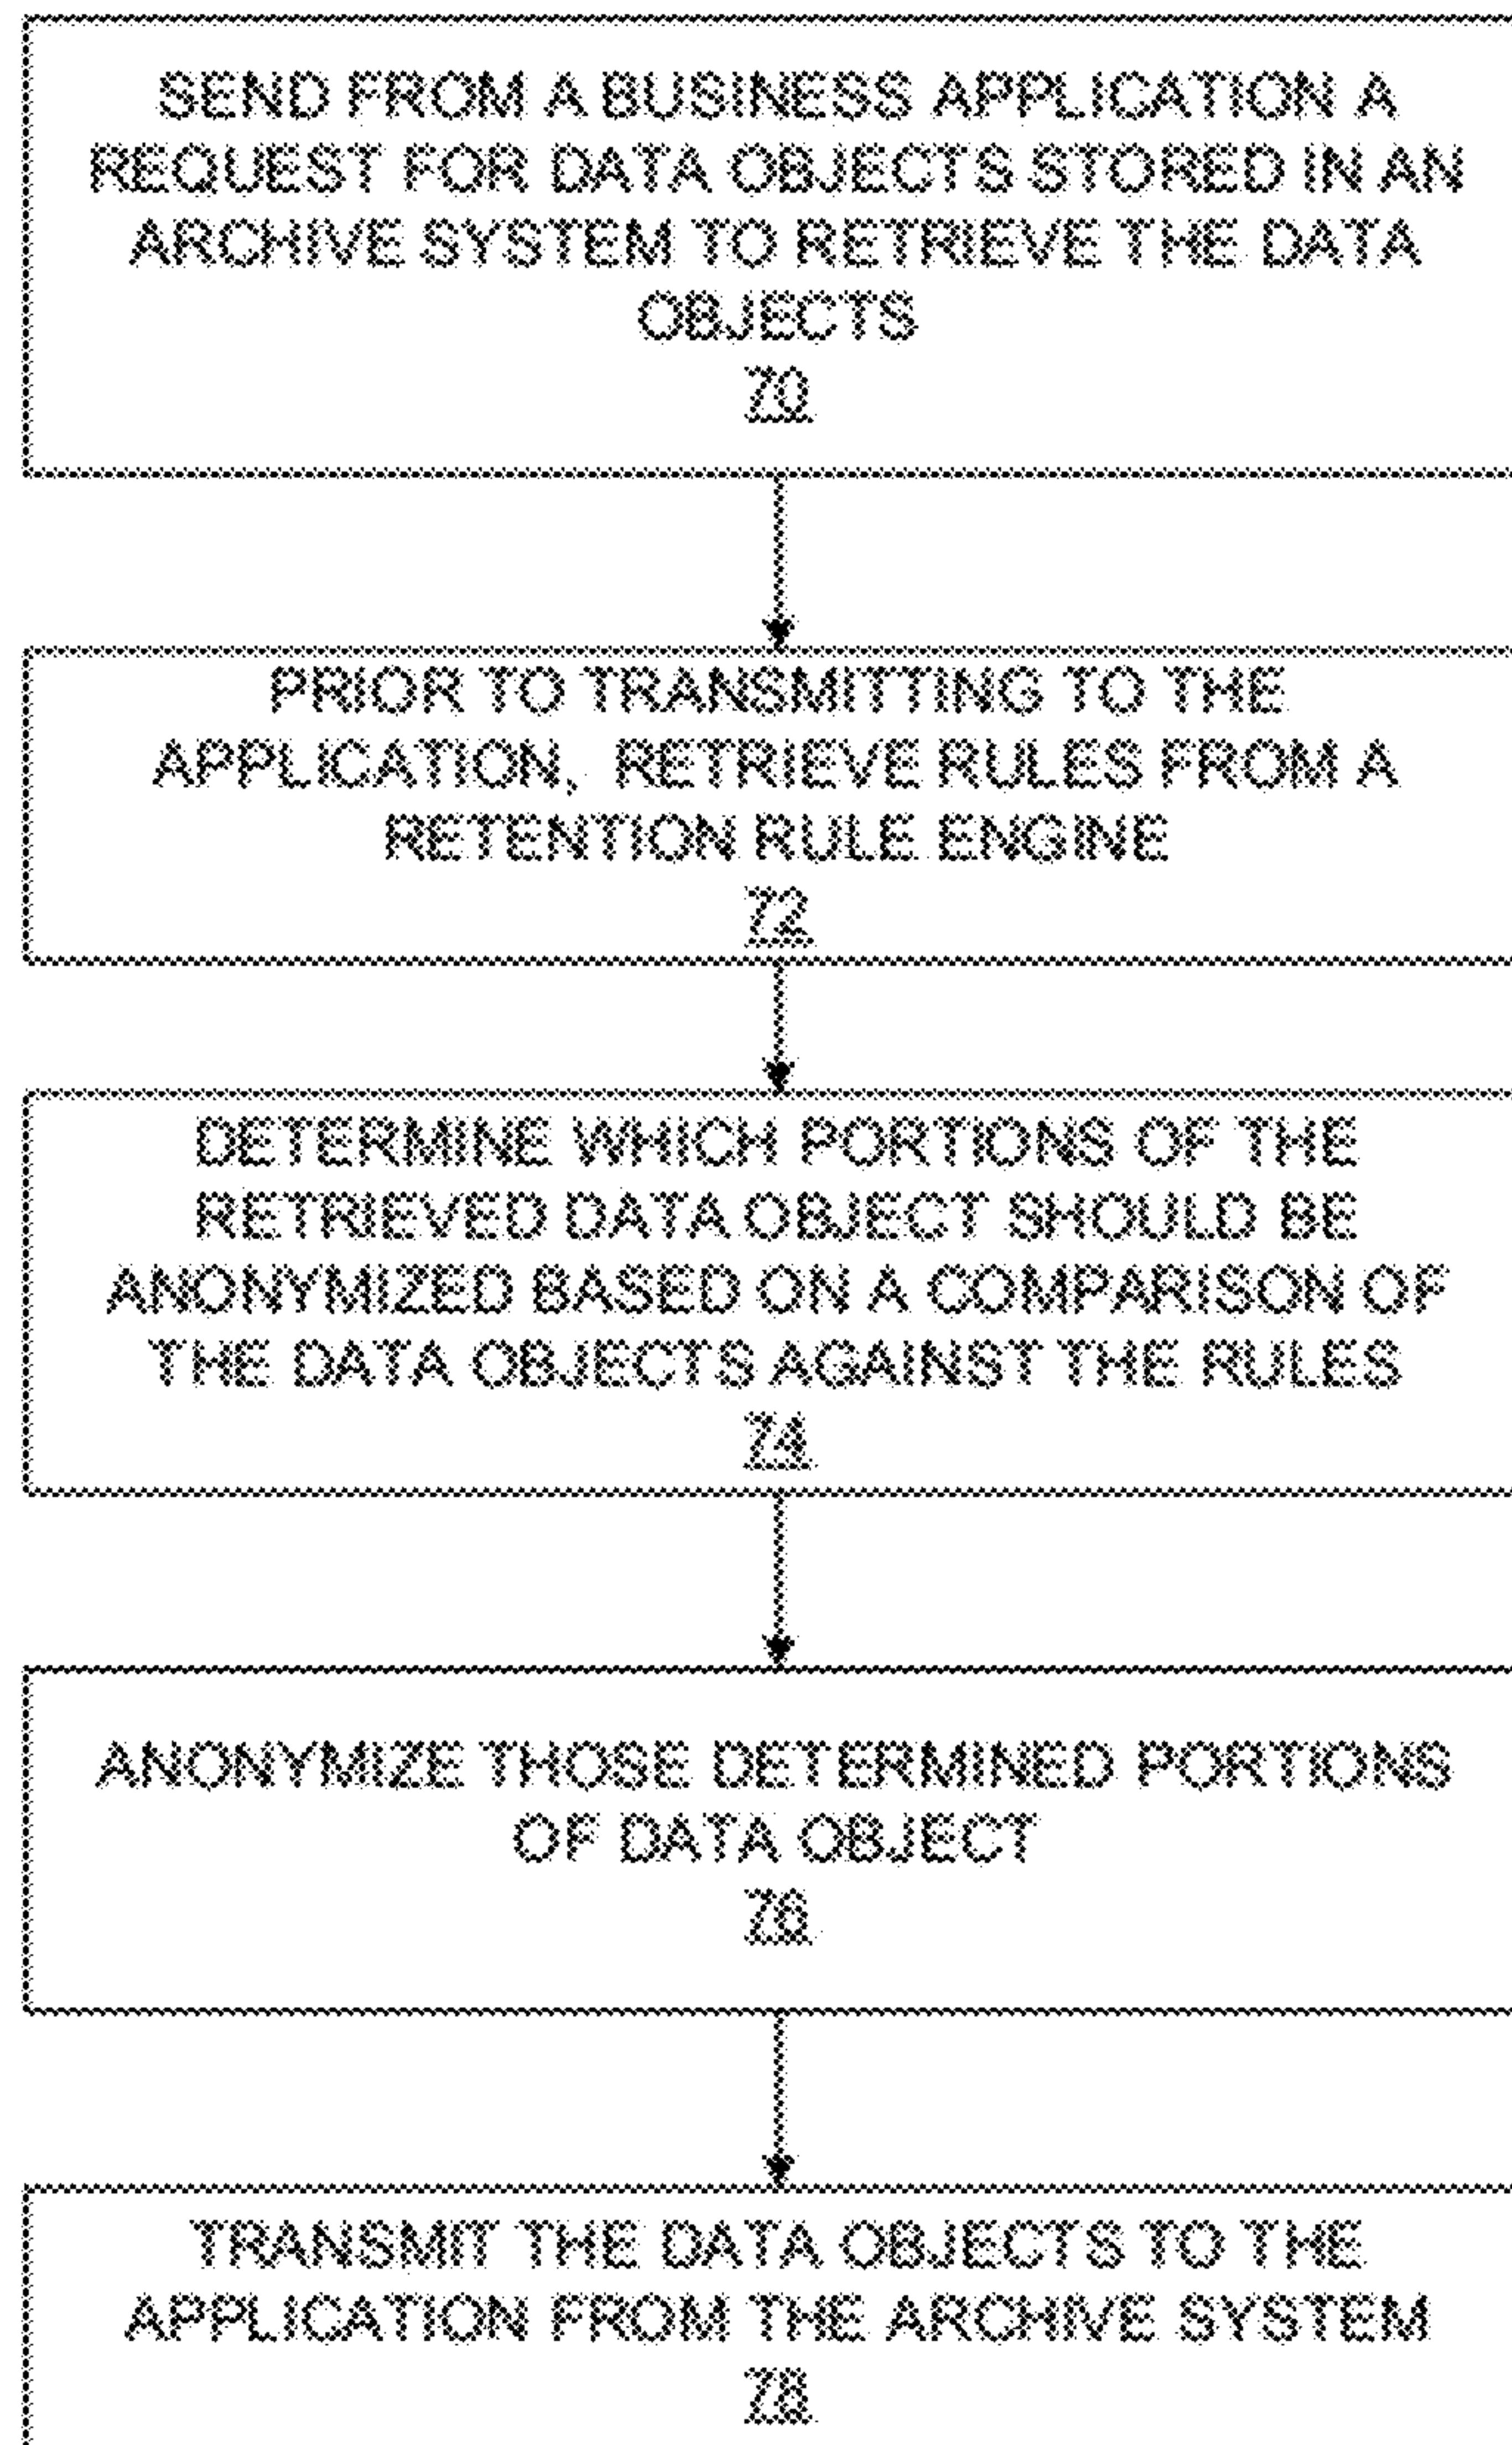 SEND FROM A BUSINESS APPLICATION A
REQUEST FOR DATA OBJECTS STORED IN AN
ARCHIVE SYSTEM TO RETRIEVE THE DATA
OBJECTS
70
PRIOR TO TRANSMITTING TO THE
APPLICATION, RETRIEVE RULES FROM A
RETENTION RULE ENGINE
72
DETERMINE WHICH PORTIONS OF THE
RETRIEVED DATA OBJECT SHOULD BE
ANONYMIZED BASED ON A COMPARISON OF
THE DATA OBJECTS AGAINST THE RULES
74
ANONYMIZE THOSE DETERMINED PORTIONS
OF DATA OBJECT
76
TRANSMIT THE DATA OBJECTS TO THE
APPLICATION FROM THE ARCHIVE SYSTEM
78